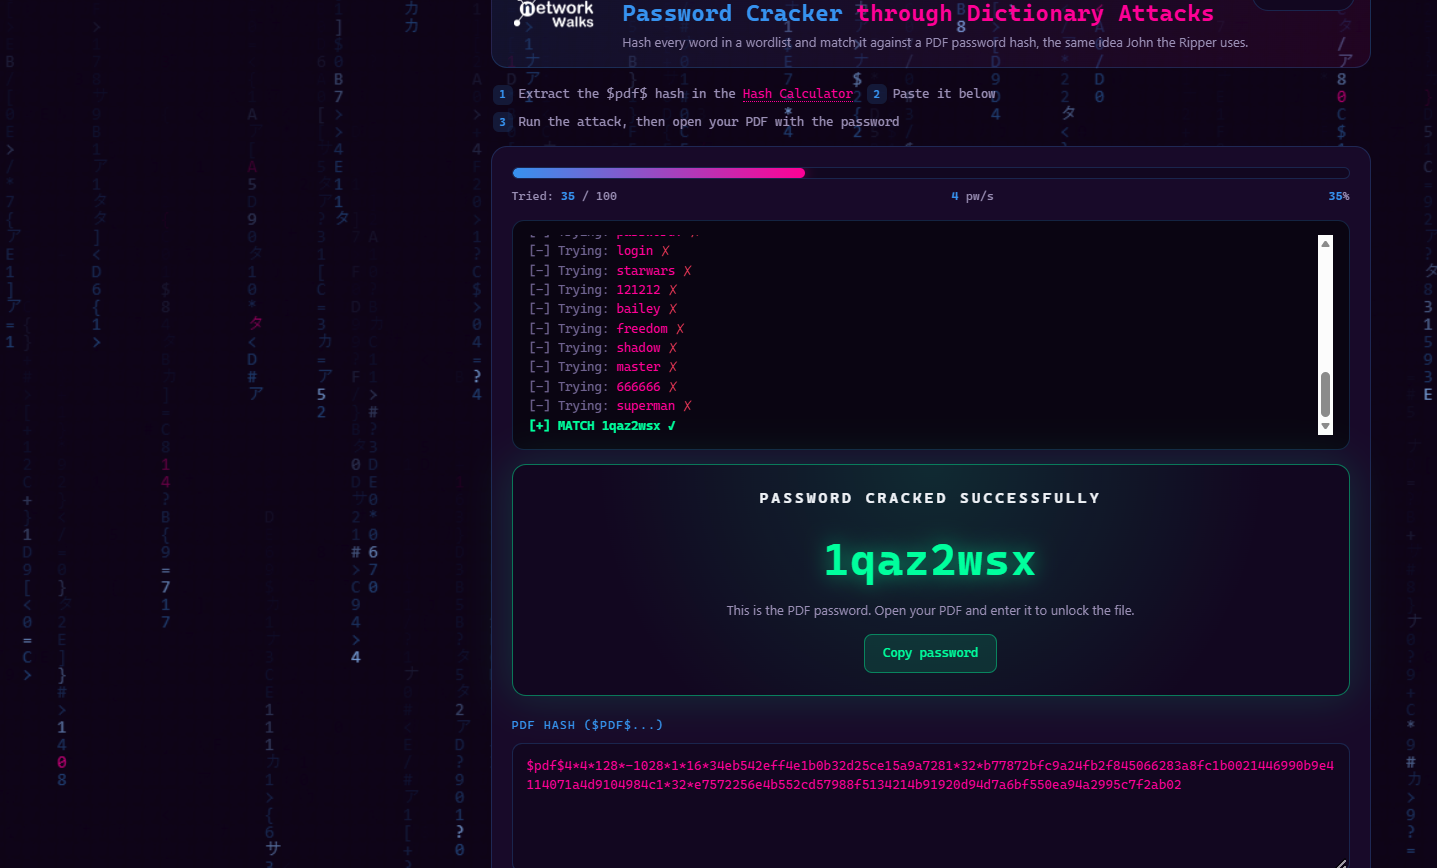 network
Walks
Password Cracker through Dictionary Attacks
Hash every word in a wordlist and match it against a PDF password hash, the same idea John the Ripper uses.
1 Extract the $pdf$ hash in the Hash Calculator 2 Paste it below
3 Run the attack, then open your PDF with the password
Tried: 35 / 100 4 pw/s 35%
[-] Trying: login ✗
[-] Trying: starwars ✗
[-] Trying: 121212 ✗
[-] Trying: bailey ✗
[-] Trying: freedom ✗
[-] Trying: shadow ✗
[-] Trying: master ✗
[-] Trying: 666666 ✗
[-] Trying: superman ✗
[+] MATCH 1qaz2wsx ✓
PASSWORD CRACKED SUCCESSFULLY
1qaz2wsx
This is the PDF password. Open your PDF and enter it to unlock the file.
Copy password
PDF HASH ($PDF$...)
$pdf$4*4*128*-1028*1*16*34eb542eff4e1b0b32d25ce15a9a7281*32*b77872bfc9a24fb2f845066283a8fc1b0021446990b9e4
114071a4d9104984c1*32*e7572256e4b552cd57988f5134214b91920d94d7a6bf550ea94a2995c7f2ab02